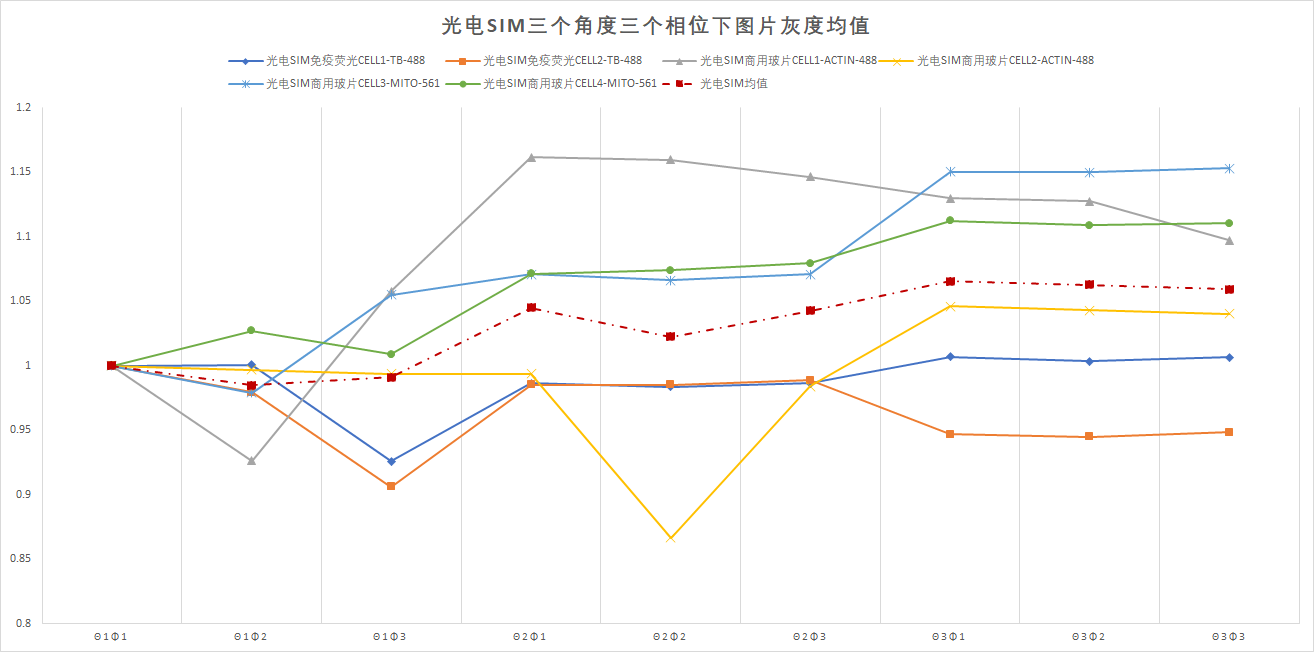 光电SIM三个角度三个相位下图片灰度均值
光电SIM免疫荧光CELL1-TB-488 光电SIM免疫荧光CELL2-TB-488 光电SIM商用玻片CELL1-ACTIN-488 光电SIM商用玻片CELL2-ACTIN-488
光电SIM商用玻片CELL3-MITO-561 光电SIM商用玻片CELL4-MITO-561 光电SIM均值
1.2
1.15
1.1
1.05
1
0.95
0.9
0.85
0.8
Θ1Φ1 Θ1Φ2 Θ1Φ3 Θ2Φ1 Θ2Φ2 Θ2Φ3 Θ3Φ1 Θ3Φ2 Θ3Φ3